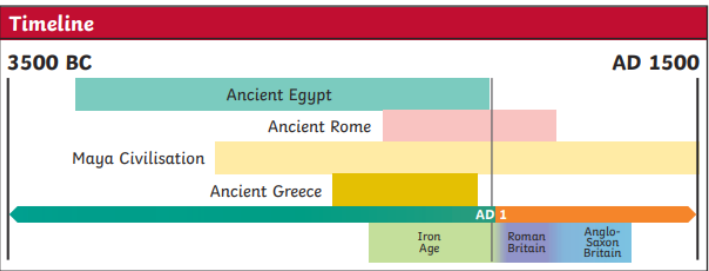 Timeline
3500 BC
AD 1500
Ancient Egypt
Ancient Rome
Maya Civilisation
Ancient Greece
AD 1
Iron
Age
Roman
Britain
Anglo-
Saxon
Britain